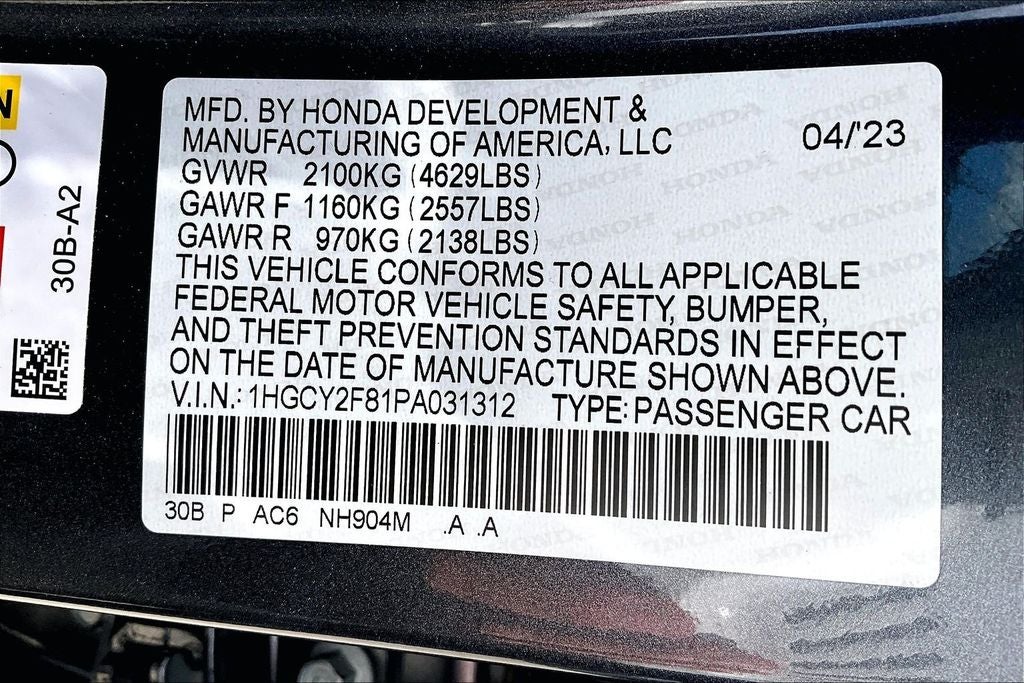 MFD. BY HONDA DEVELOPMENT &
MANUFACTURING OF AMERICA, LLC 04/'23
GVWR 2100KG (4629LBS)
GAWR F 1160KG (2557LBS)
GAWR R 970KG (2138LBS)
THIS VEHICLE CONFORMS TO ALL APPLICABLE
FEDERAL MOTOR VEHICLE SAFETY, BUMPER,
AND THEFT PREVENTION STANDARDS IN EFFECT
ON THE DATE OF MANUFACTURE SHOWN ABOVE.
V.I.N.: 1HGCY2F81PA031312 TYPE: PASSENGER CAR
30B P AC6 NH904M .A .A
30B-A2
N